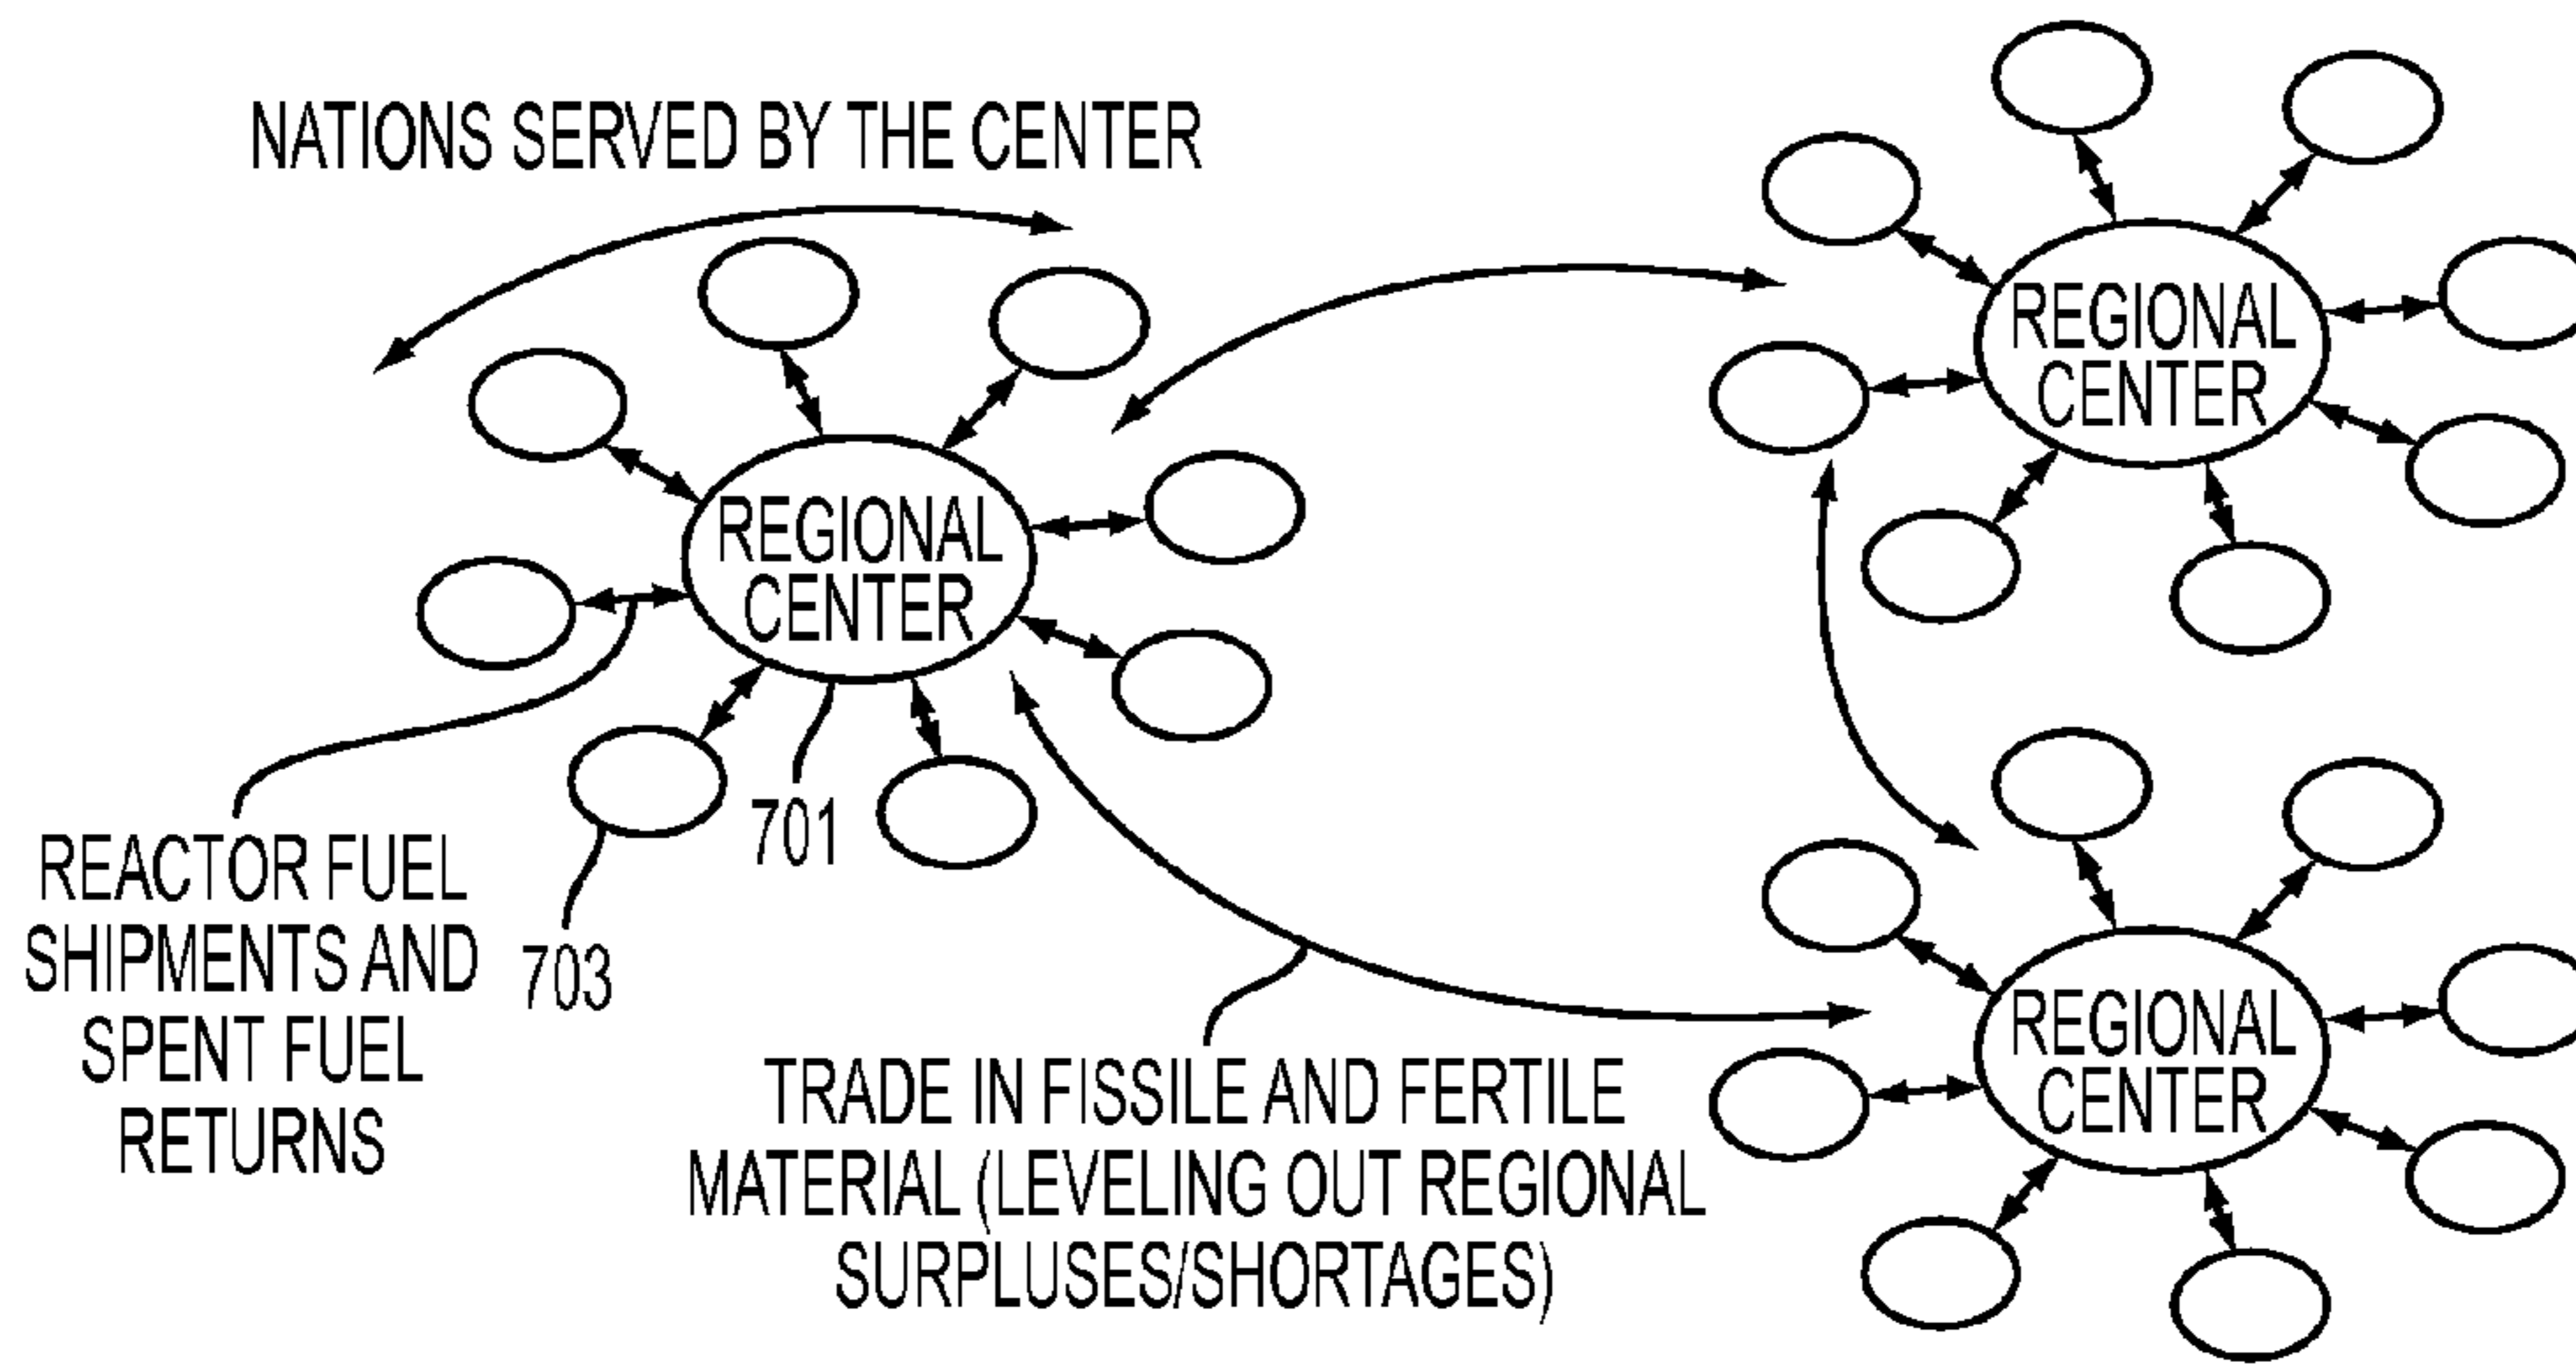 NATIONS SERVED BY THE CENTER
REGIONAL
CENTER
REGIONAL
CENTER
701
703
REACTOR FUEL
SHIPMENTS AND
SPENT FUEL
RETURNS
TRADE IN FISSILE AND FERTILE
MATERIAL (LEVELING OUT REGIONAL
SURPLUSES/SHORTAGES)
REGIONAL
CENTER